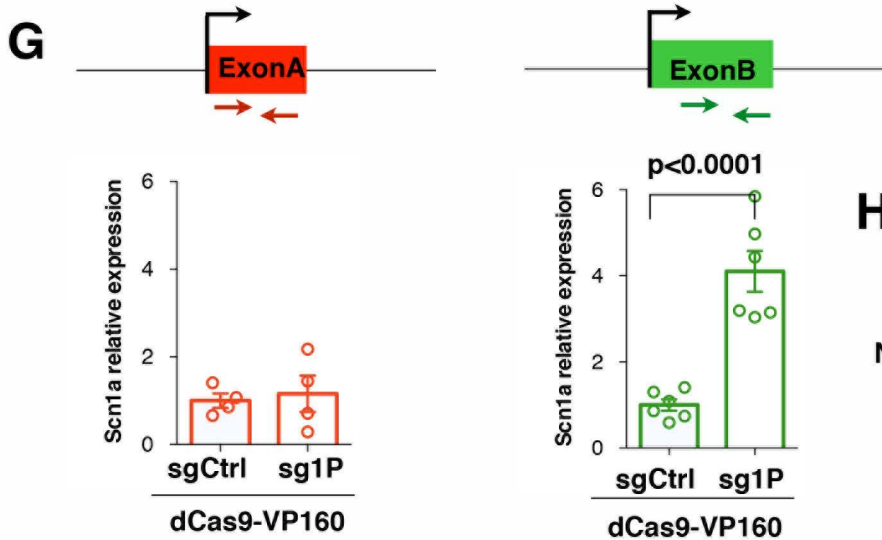 G
ExonA
Scn1a relative expression
6
4
2
0
sgCtrl sg1P
dCas9-VP160
ExonB
p<0.0001
Scn1a relative expression
6
4
2
0
sgCtrl sg1P
dCas9-VP160
H
N